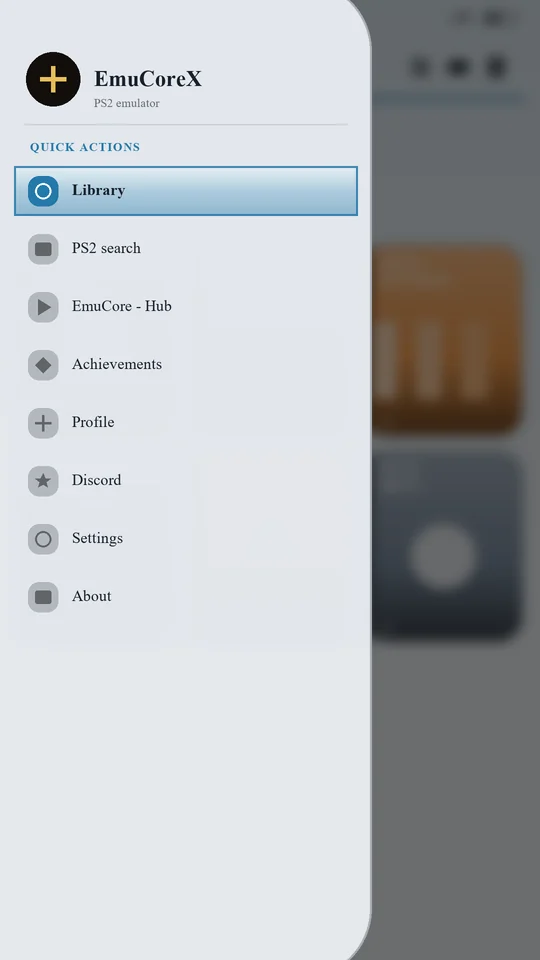 EmuCoreX
PS2 emulator
QUICK ACTIONS
Library
PS2 search
EmuCore - Hub
Achievements
Profile
Discord
Settings
About